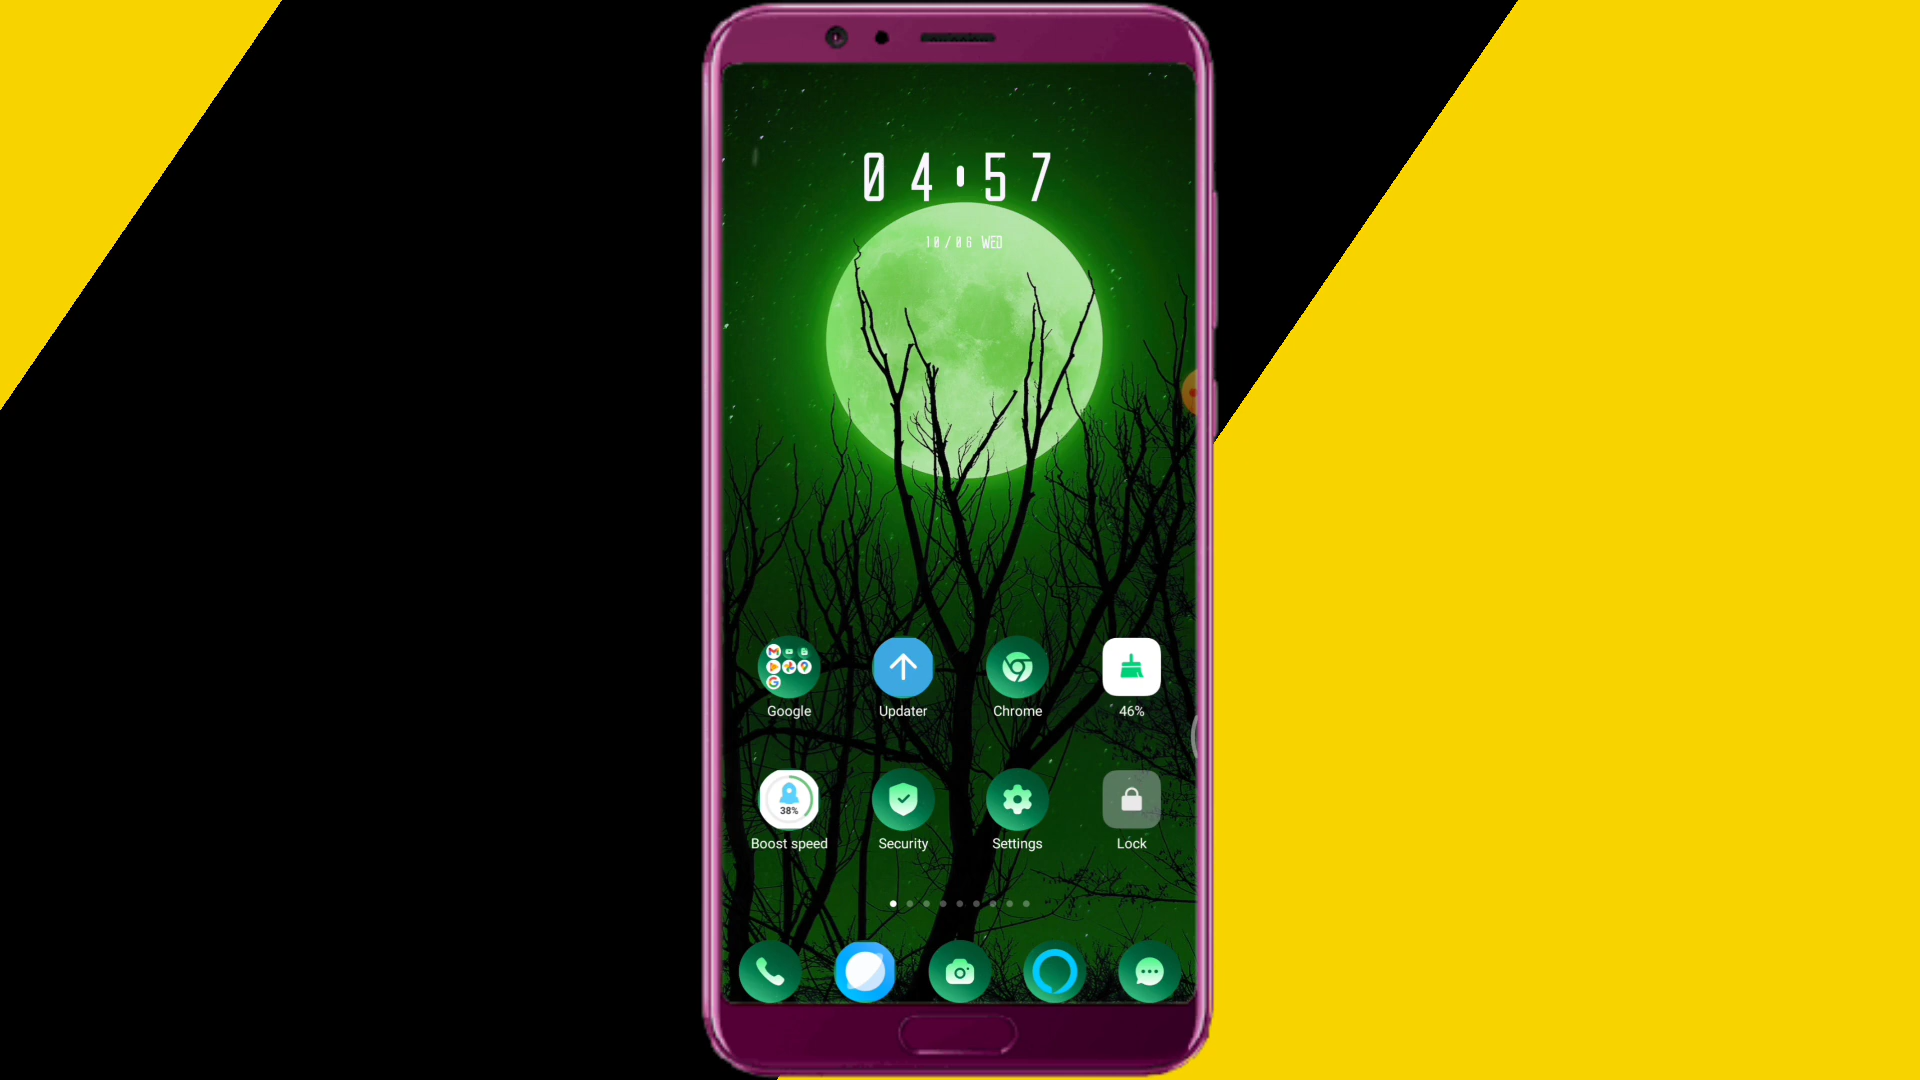 04:57
10/06 WED
Google
Updater
Chrome
46%
38%
Boost speed
Security
Settings
Lock